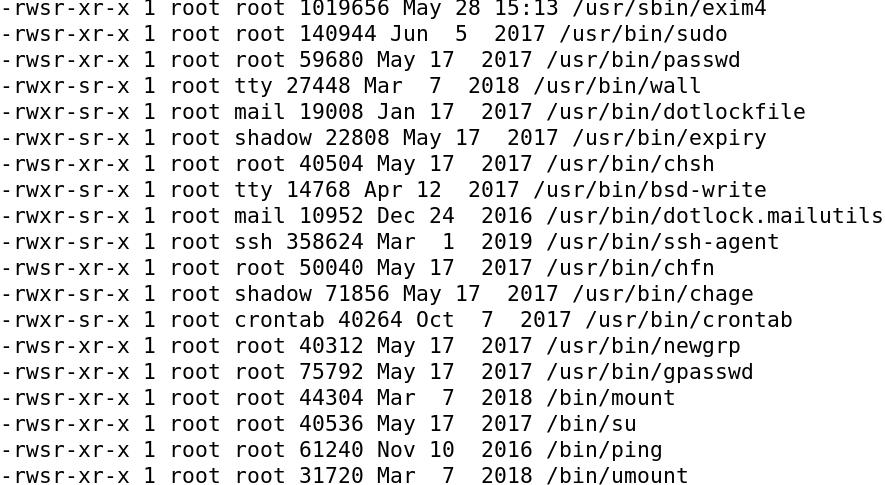 -rwsr-xr-x 1 root root 1019656 May 28 15:13 /usr/sbin/exim4
-rwsr-xr-x 1 root root 140944 Jun  5  2017 /usr/bin/sudo
-rwsr-xr-x 1 root root 59680 May 17  2017 /usr/bin/passwd
-rwxr-sr-x 1 root tty 27448 Mar  7  2018 /usr/bin/wall
-rwxr-sr-x 1 root mail 19008 Jan 17  2017 /usr/bin/dotlockfile
-rwxr-sr-x 1 root shadow 22808 May 17  2017 /usr/bin/expiry
-rwsr-xr-x 1 root root 40504 May 17  2017 /usr/bin/chsh
-rwxr-sr-x 1 root tty 14768 Apr 12  2017 /usr/bin/bsd-write
-rwxr-sr-x 1 root mail 10952 Dec 24  2016 /usr/bin/dotlock.mailutils
-rwxr-sr-x 1 root ssh 358624 Mar  1  2019 /usr/bin/ssh-agent
-rwsr-xr-x 1 root root 50040 May 17  2017 /usr/bin/chfn
-rwxr-sr-x 1 root shadow 71856 May 17  2017 /usr/bin/chage
-rwxr-sr-x 1 root crontab 40264 Oct  7  2017 /usr/bin/crontab
-rwsr-xr-x 1 root root 40312 May 17  2017 /usr/bin/newgrp
-rwsr-xr-x 1 root root 75792 May 17  2017 /usr/bin/gpasswd
-rwsr-xr-x 1 root root 44304 Mar  7  2018 /bin/mount
-rwsr-xr-x 1 root root 40536 May 17  2017 /bin/su
-rwsr-xr-x 1 root root 61240 Nov 10  2016 /bin/ping
-rwsr-xr-x 1 root root 31720 Mar  7  2018 /bin/umount